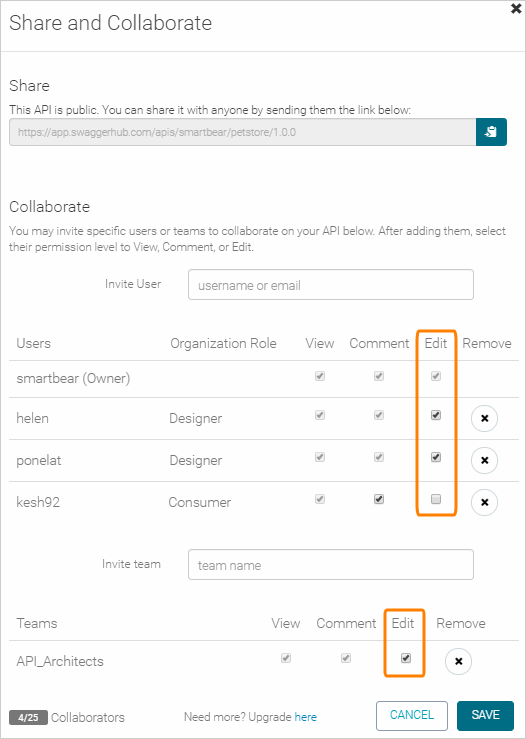 Share and Collaborate
Share
This API is public. You can share it with anyone by sending them the link below:
https://app.swaggerhub.com/apis/smartbear/petstore/1.0.0
Collaborate
You may invite specific users or teams to collaborate on your API below. After adding them, select
their permission level to View, Comment, or Edit.
Invite User username or email
Users Organization Role View Comment Edit Remove
smartbear (Owner)
helen Designer
ponelat Designer
kesh92 Consumer
Invite team team name
Teams View Comment Edit Remove
API_Architects
4/25 Collaborators Need more? Upgrade here CANCEL SAVE